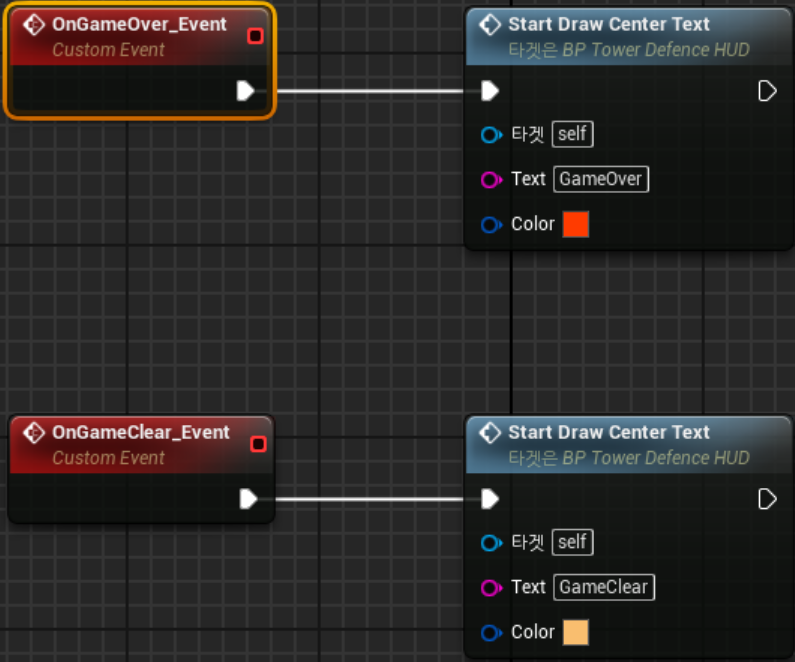 OnGameOver_Event
Custom Event
Start Draw Center Text
타겟은 BP Tower Defence HUD
타겟 self
Text GameOver
Color
OnGameClear_Event
Custom Event
Start Draw Center Text
타겟은 BP Tower Defence HUD
타겟 self
Text GameClear
Color